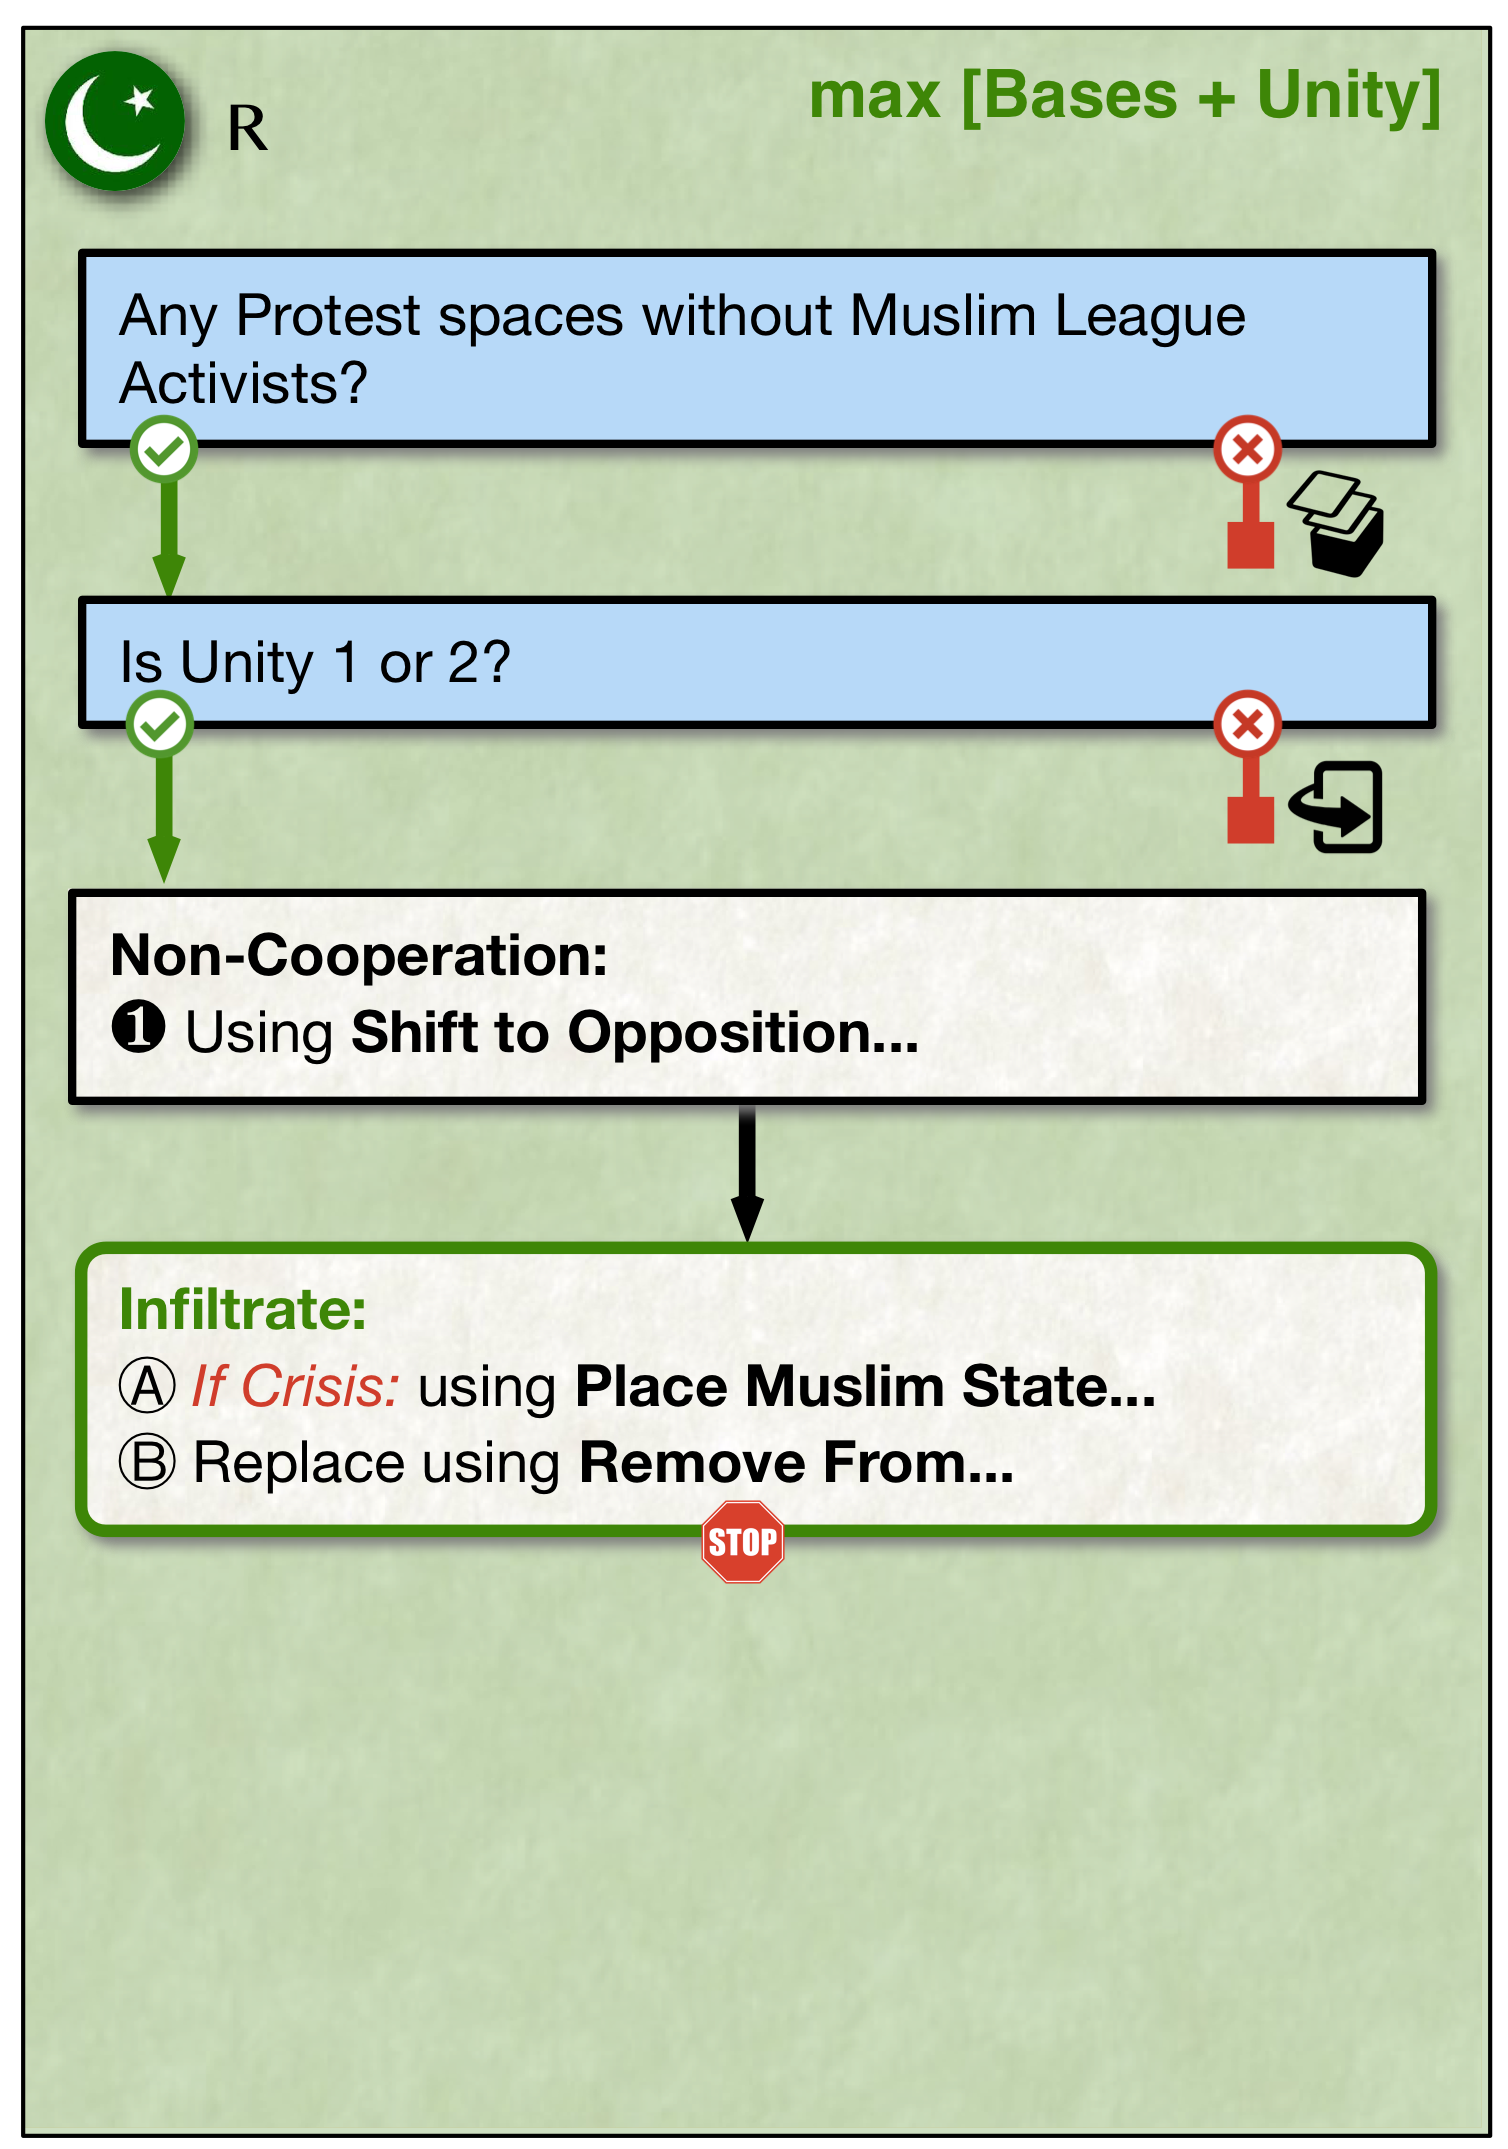 R
max [Bases + Unity]
Any Protest spaces without Muslim League
Activists?
Is Unity 1 or 2?
Non-Cooperation:
❶ Using Shift to Opposition...
Infiltrate:
Ⓐ If Crisis: using Place Muslim State...
Ⓑ Replace using Remove From...
STOP